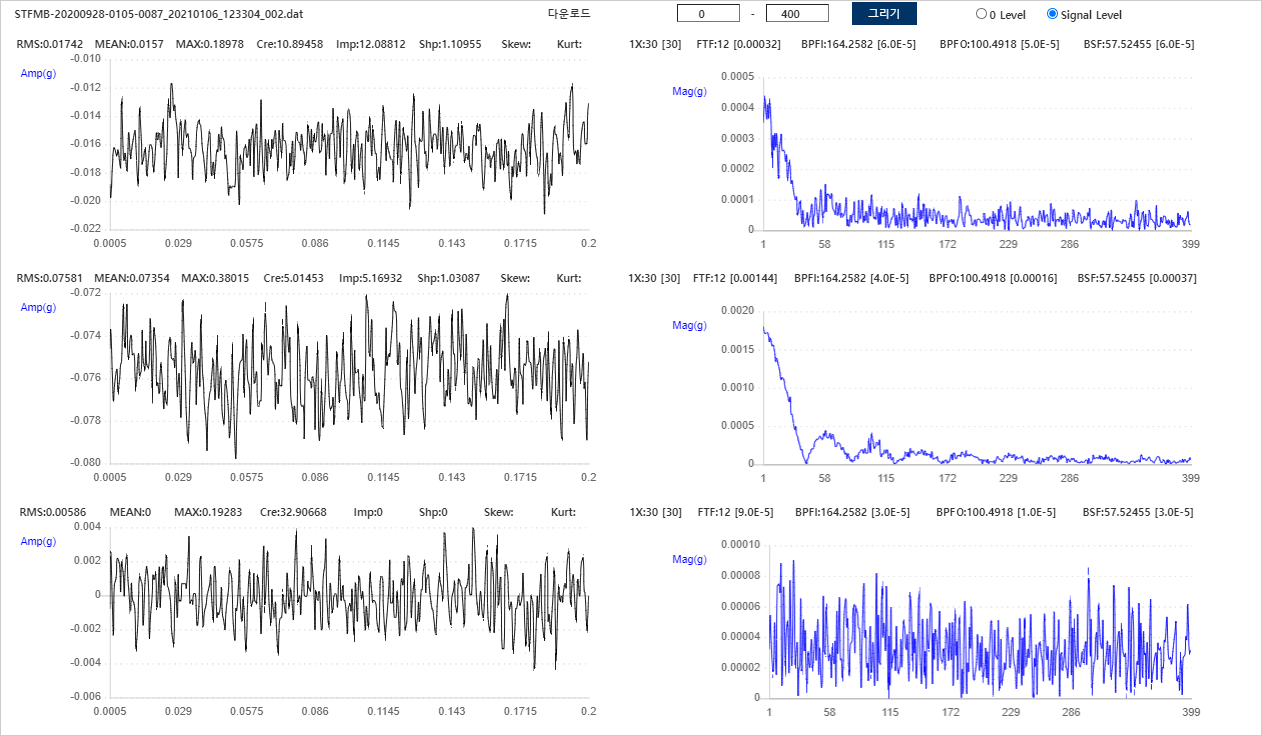 STFMB-20200928-0105-0087_20210106_123304_002.dat 다운로드 0 - 400 그리기 0 Level Signal Level
RMS:0.01742 MEAN:0.0157 MAX:0.18978 Cre:10.89458 Imp:12.08812 Shp:1.10955 Skew: Kurt:
Amp(g)
-0.010
-0.012
-0.014
-0.016
-0.018
-0.020
-0.022
0.0005 0.029 0.0575 0.086 0.1145 0.143 0.1715 0.2
1X:30 [30] FTF:12 [0.00032] BPFI:164.2582 [6.0E-5] BPFO:100.4918 [5.0E-5] BSF:57.52455 [6.0E-5]
Mag(g)
0.0005
0.0004
0.0003
0.0002
0.0001
0
1 58 115 172 229 286 399
RMS:0.07581 MEAN:0.07354 MAX:0.38015 Cre:5.01453 Imp:5.16932 Shp:1.03087 Skew: Kurt:
Amp(g)
-0.072
-0.074
-0.076
-0.078
-0.080
0.0005 0.029 0.0575 0.086 0.1145 0.143 0.1715 0.2
1X:30 [30] FTF:12 [0.00144] BPFI:164.2582 [4.0E-5] BPFO:100.4918 [0.00016] BSF:57.52455 [0.00037]
Mag(g)
0.0020
0.0015
0.0010
0.0005
0
1 58 115 172 229 286 399
RMS:0.00586 MEAN:0 MAX:0.19283 Cre:32.90668 Imp:0 Shp:0 Skew: Kurt:
Amp(g)
0.004
0.002
0
-0.002
-0.004
-0.006
0.0005 0.029 0.0575 0.086 0.1145 0.143 0.1715 0.2
1X:30 [30] FTF:12 [9.0E-5] BPFI:164.2582 [3.0E-5] BPFO:100.4918 [1.0E-5] BSF:57.52455 [3.0E-5]
Mag(g)
0.00010
0.00008
0.00006
0.00004
0.00002
0
1 58 115 172 229 286 399